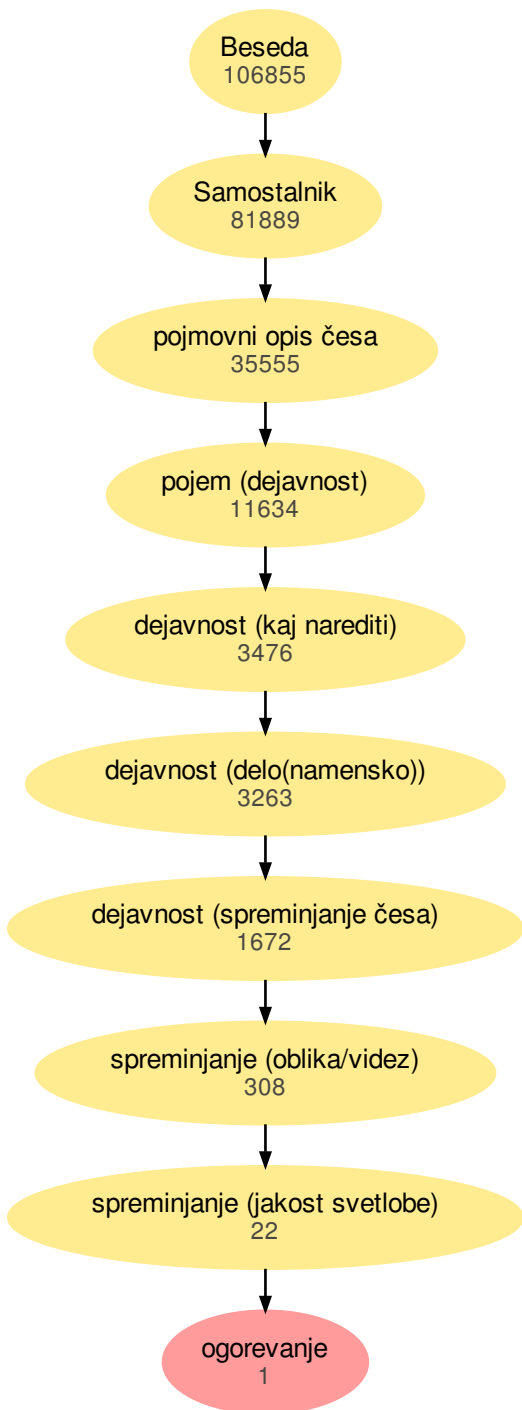 Beseda
106855
Samostalnik
81889
pojmovni opis česa
35555
pojem (dejavnost)
11634
dejavnost (kaj narediti)
3476
dejavnost (delo(namensko))
3263
dejavnost (spreminjanje česa)
1672
spreminjanje (oblika/videz)
308
spreminjanje (jakost svetlobe)
22
ogorevanje
1